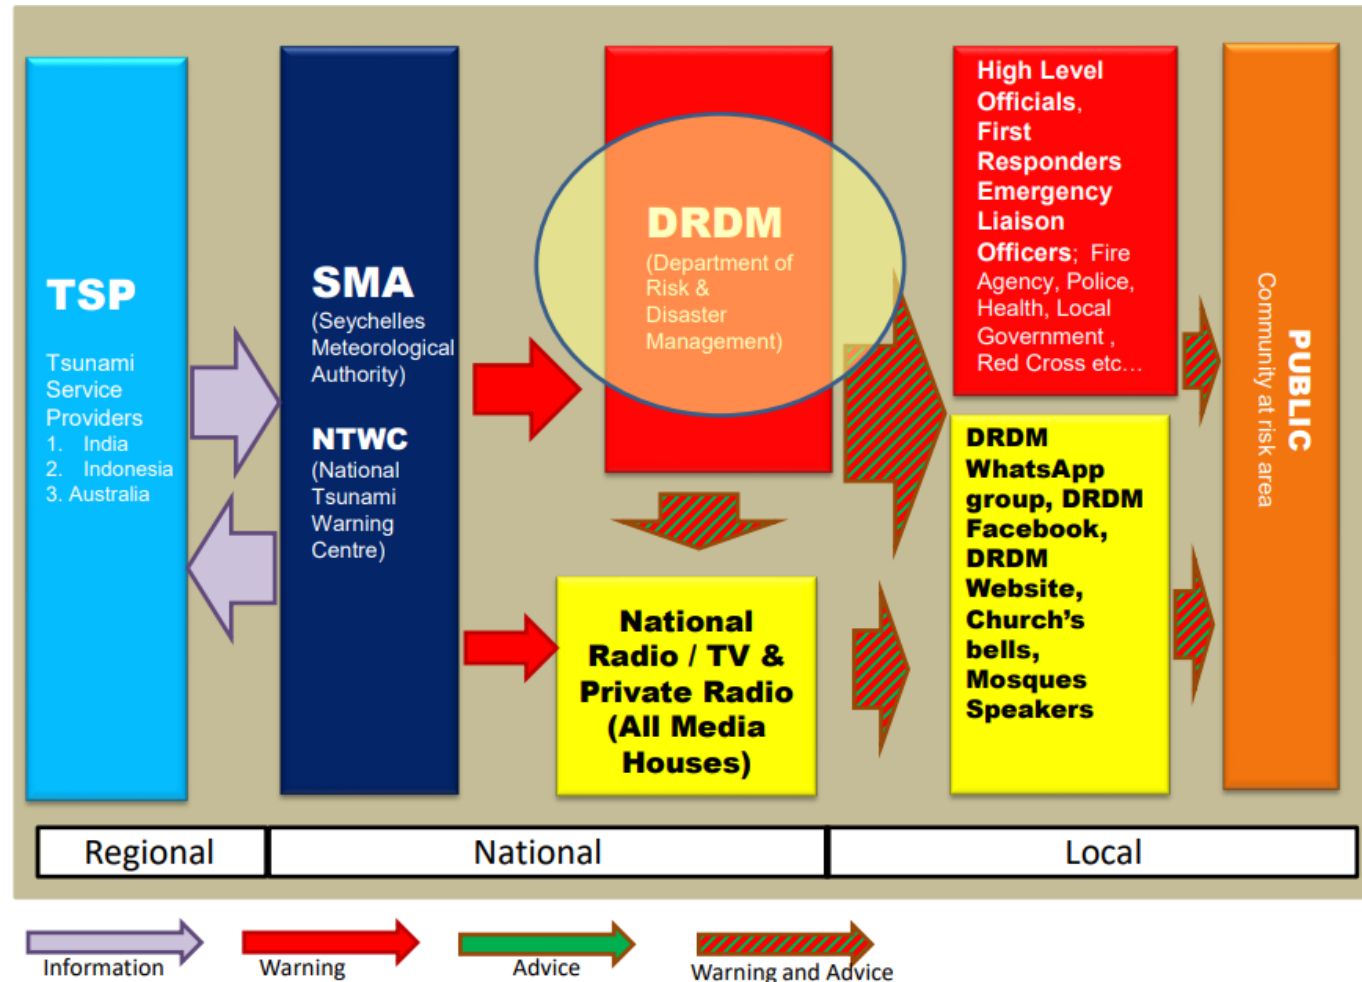 TSP
Tsunami
Service
Providers
1. India
2. Indonesia
3. Australia
SMA
(Seychelles
Meteorological
Authority)
NTWC
(National
Tsunami
Warning
Centre)
DRDM
(Department of
Risk &
Disaster
Management)
National
Radio / TV &
Private Radio
(All Media
Houses)
High Level
Officials,
First
Responders
Emergency
Liaison
Officers; Fire
Agency, Police,
Health, Local
Government ,
Red Cross etc...
DRDM
WhatsApp
group, DRDM
Facebook,
DRDM
Website,
Church's
bells,
Mosques
Speakers
PUBLIC
Community at risk area
Regional
National
Local
Information
Warning
Advice
Warning and Advice